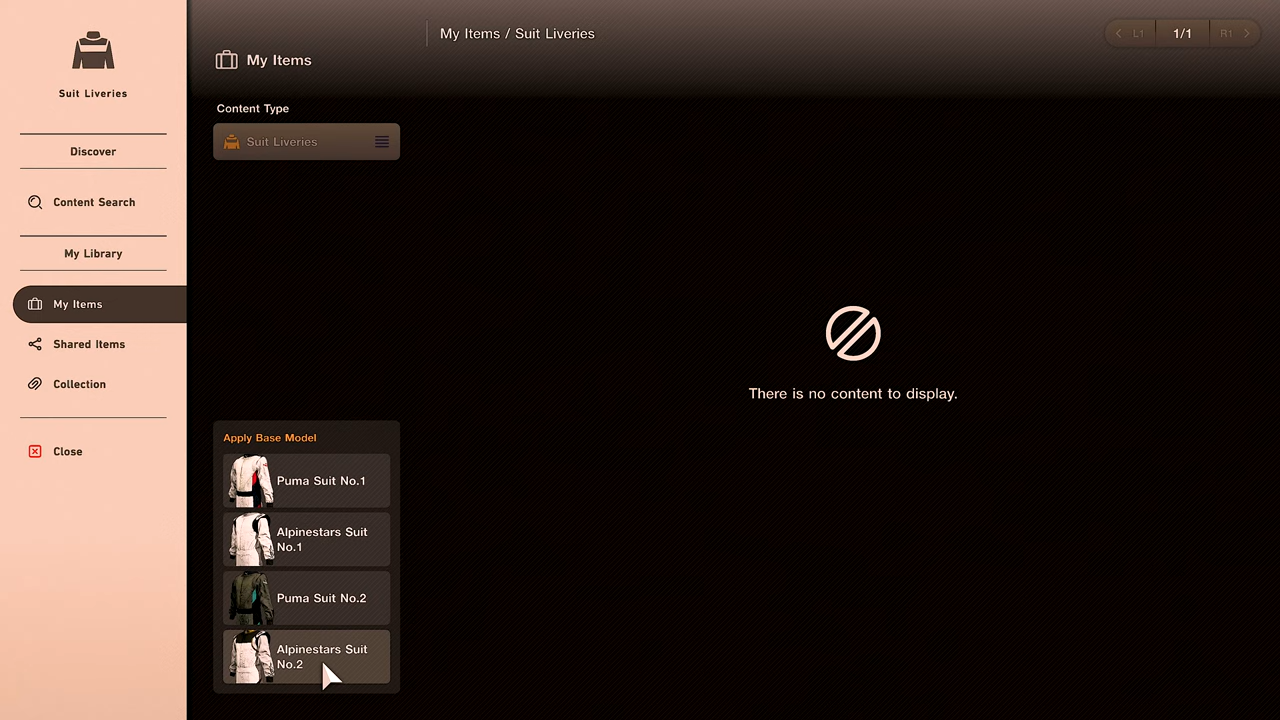 Suit Liveries
Discover
Content Search
My Library
My Items
Shared Items
Collection
Close
My Items / Suit Liveries
L1
1/1
R1
My Items
Content Type
Suit Liveries
There is no content to display.
Apply Base Model
Puma Suit No.1
Alpinestars Suit
No.1
Puma Suit No.2
Alpinestars Suit
No.2